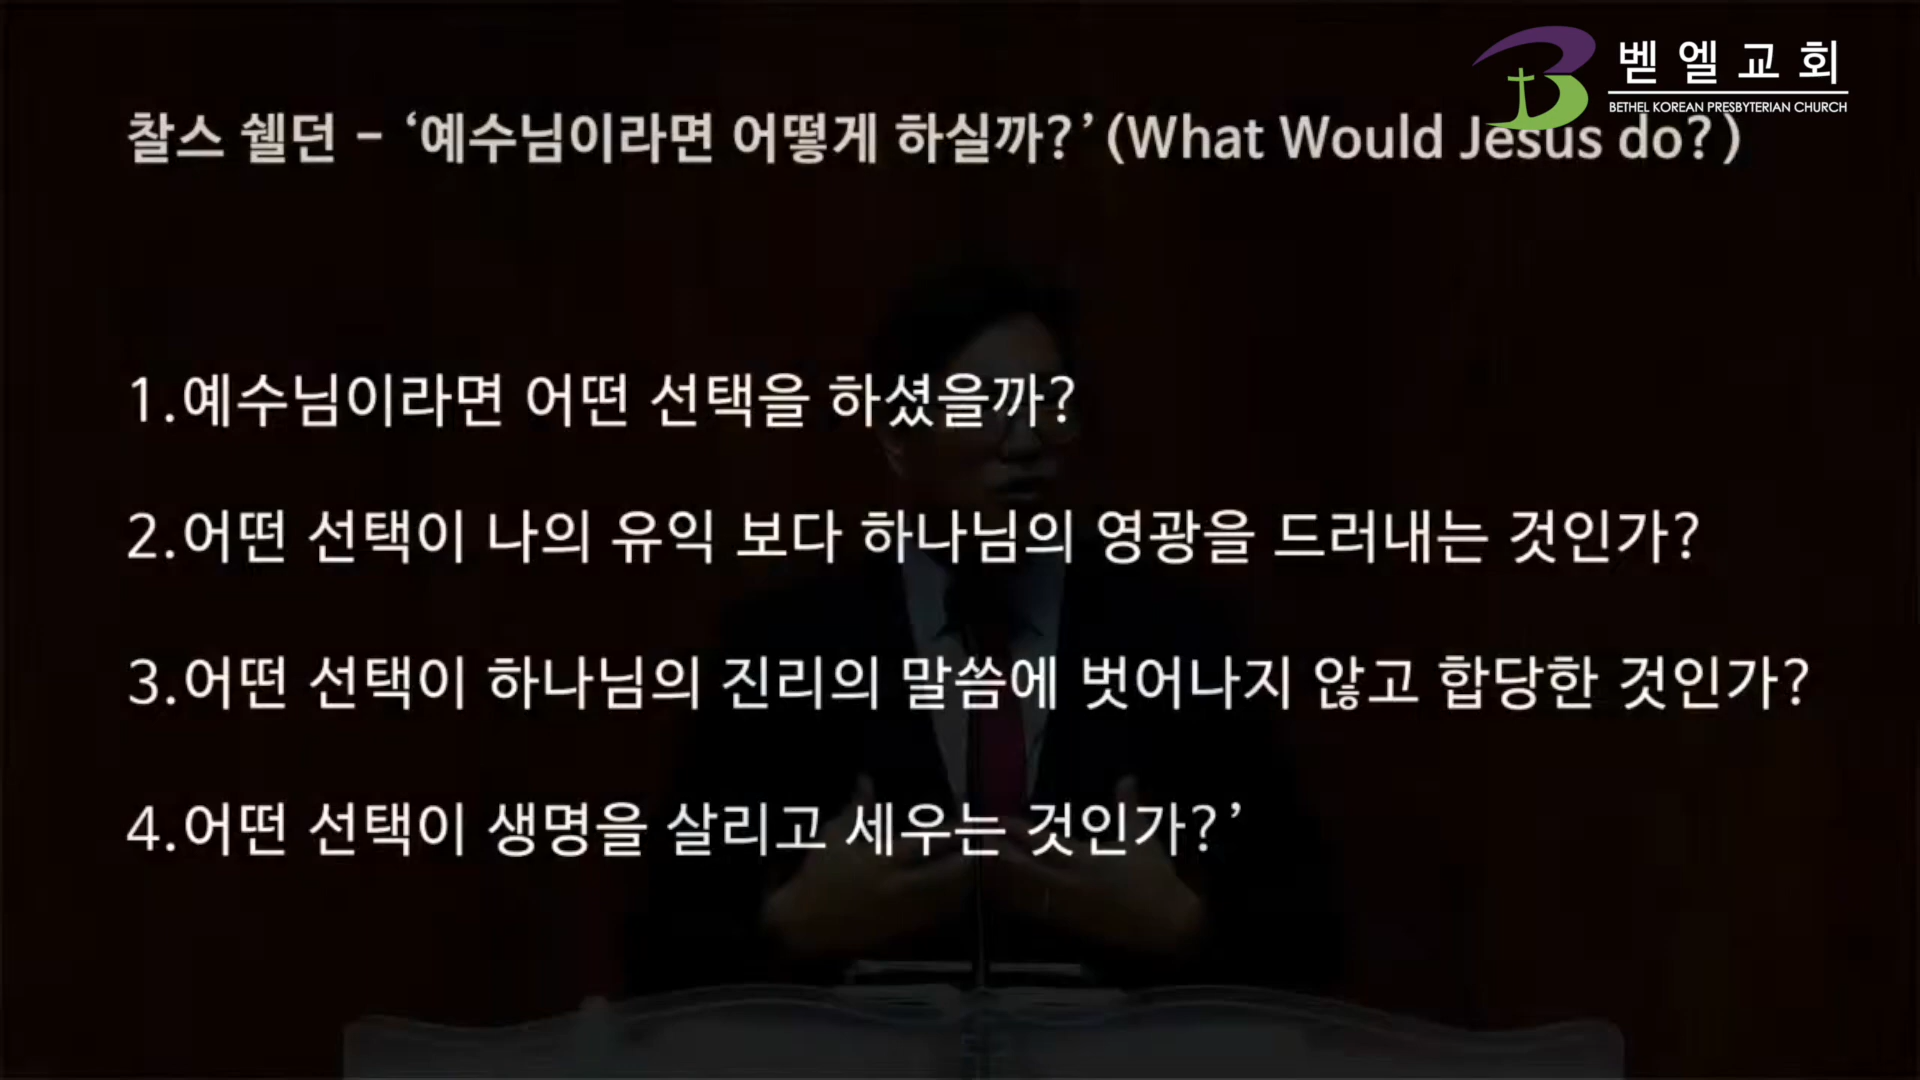 벧엘교회
BETHEL KOREAN PRESBYTERIAN CHURCH
찰스 쉘던 - ‘예수님이라면 어떻게 하실까?’(What Would Jesus do?)
1.예수님이라면 어떤 선택을 하셨을까?
2.어떤 선택이 나의 유익 보다 하나님의 영광을 드러내는 것인가?
3.어떤 선택이 하나님의 진리의 말씀에 벗어나지 않고 합당한 것인가?
4.어떤 선택이 생명을 살리고 세우는 것인가?’